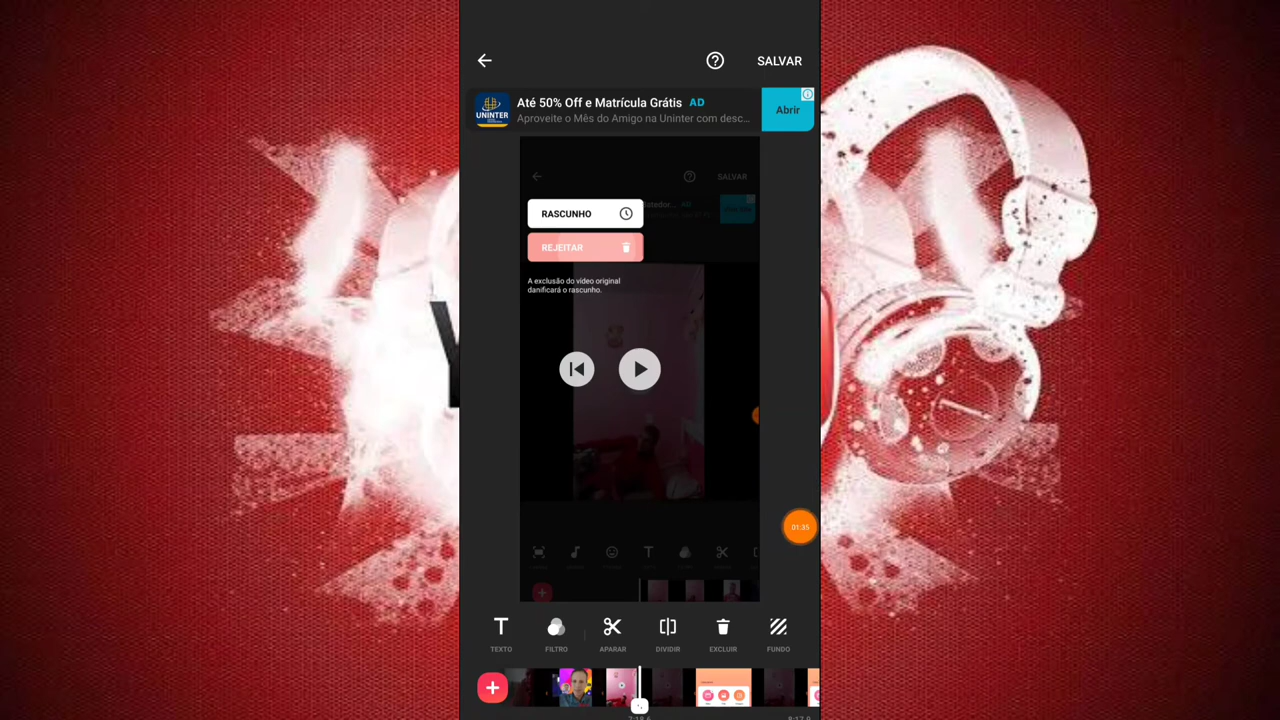 SALVAR
UNINTER
Até 50% Off e Matrícula Grátis AD
Aproveite o Mês do Amigo na Uninter com desc...
Abrir
SALVAR
RASCUNHO
AD
REJEITAR
A exclusão do vídeo original
danificará o rascunho.
01:35
TEXTO
FILTRO
APARAR
DIVIDIR
EXCLUIR
FUNDO